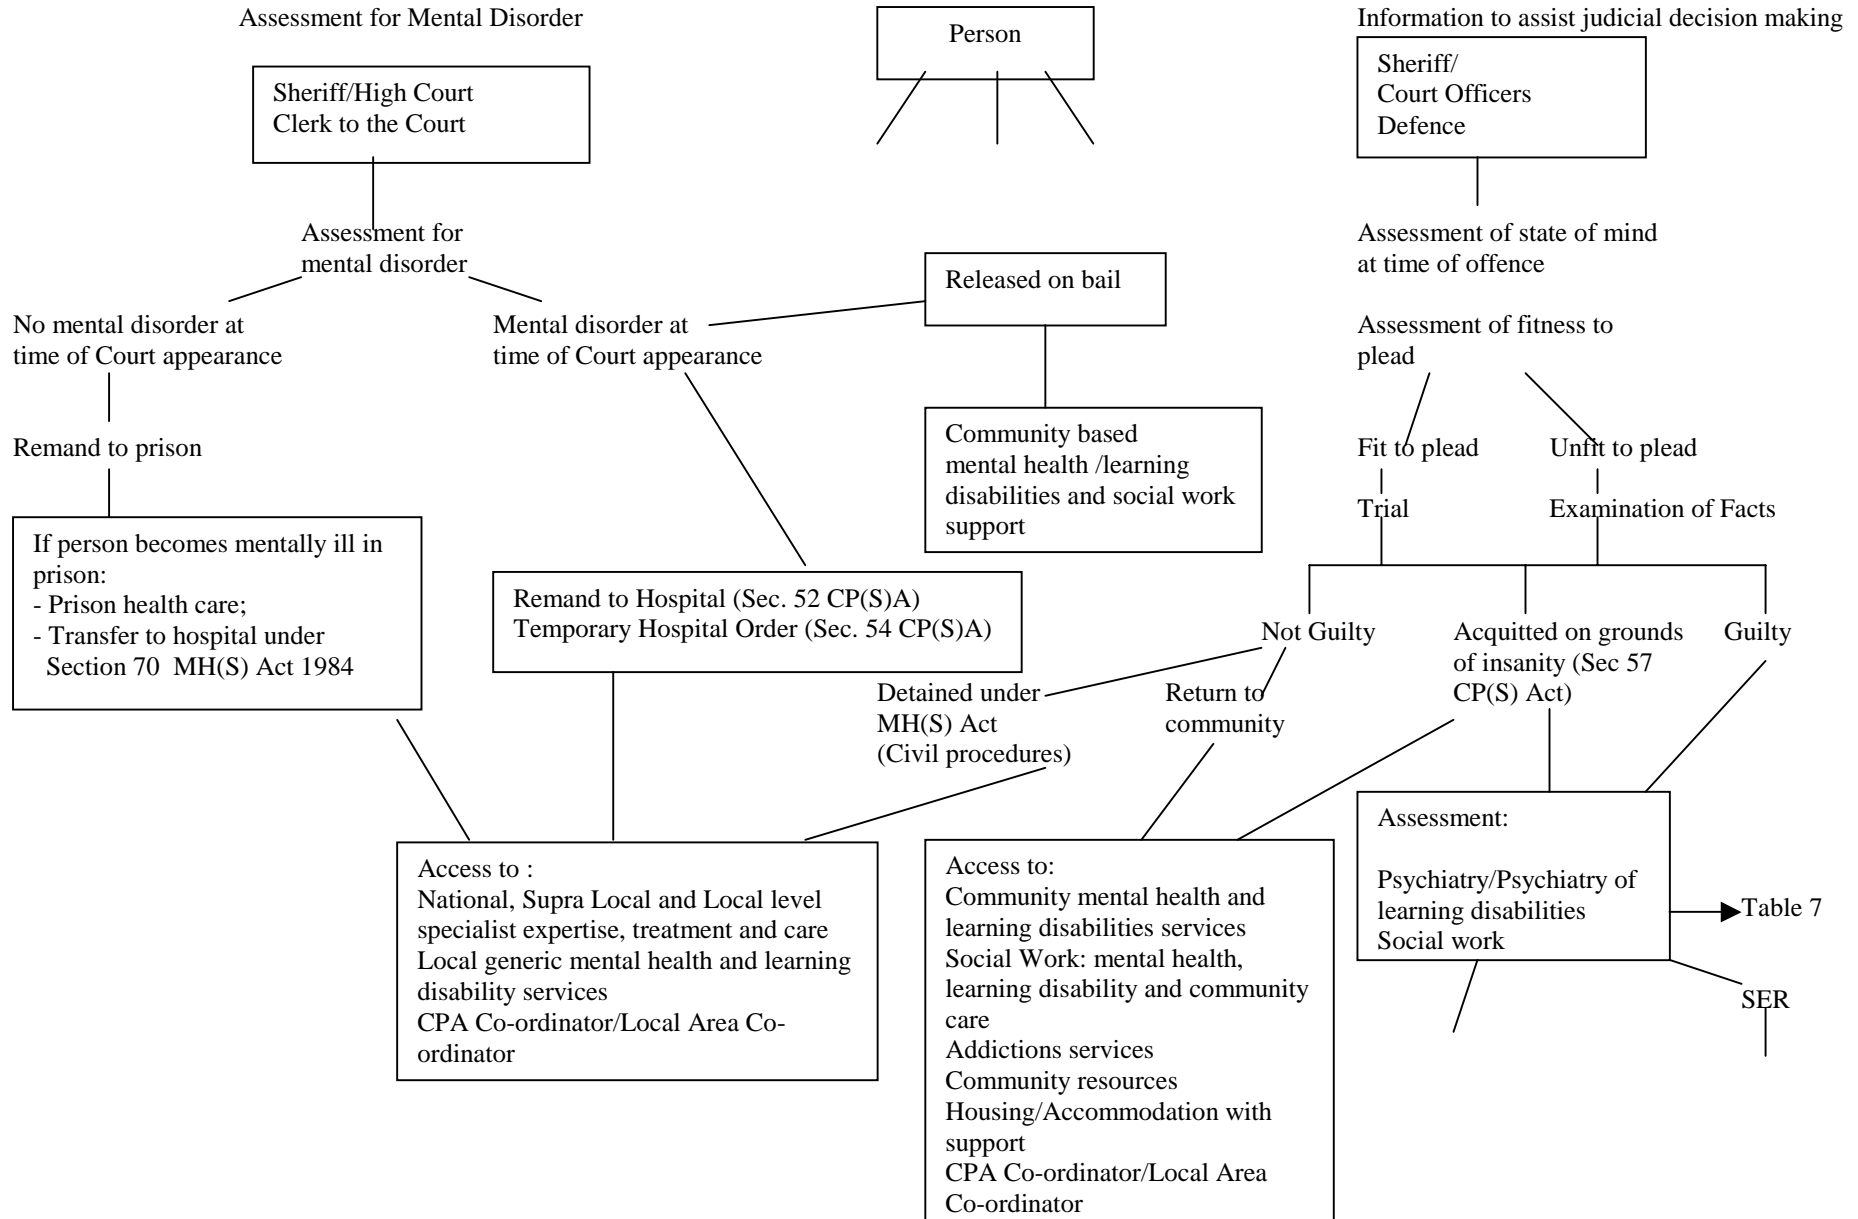 Assessment for Mental Disorder
Person
Information to assist judicial decision making
Sheriff/High Court
Clerk to the Court
Sheriff/
Court Officers
Defence
Assessment for
mental disorder
Assessment of state of mind
at time of offence
Released on bail
No mental disorder at
time of Court appearance
Mental disorder at
time of Court appearance
Assessment of fitness to
plead
Remand to prison
Community based
mental health /learning
disabilities and social work
support
Fit to plead
Unfit to plead
Trial
Examination of Facts
If person becomes mentally ill in
prison:
- Prison health care;
- Transfer to hospital under
Section 70  MH(S) Act 1984
Remand to Hospital (Sec. 52 CP(S)A)
Temporary Hospital Order (Sec. 54 CP(S)A)
Not Guilty
Acquitted on grounds
of insanity (Sec 57
CP(S) Act)
Guilty
Detained under
MH(S) Act
(Civil procedures)
Return to
community
Access to :
National, Supra Local and Local level
specialist expertise, treatment and care
Local generic mental health and learning
disability services
CPA Co-ordinator/Local Area Co-
ordinator
Access to:
Community mental health and
learning disabilities services
Social Work: mental health,
learning disability and community
care
Addictions services
Community resources
Housing/Accommodation with
support
CPA Co-ordinator/Local Area
Co-ordinator
Assessment:
Psychiatry/Psychiatry of
learning disabilities
Social work
Table 7
SER